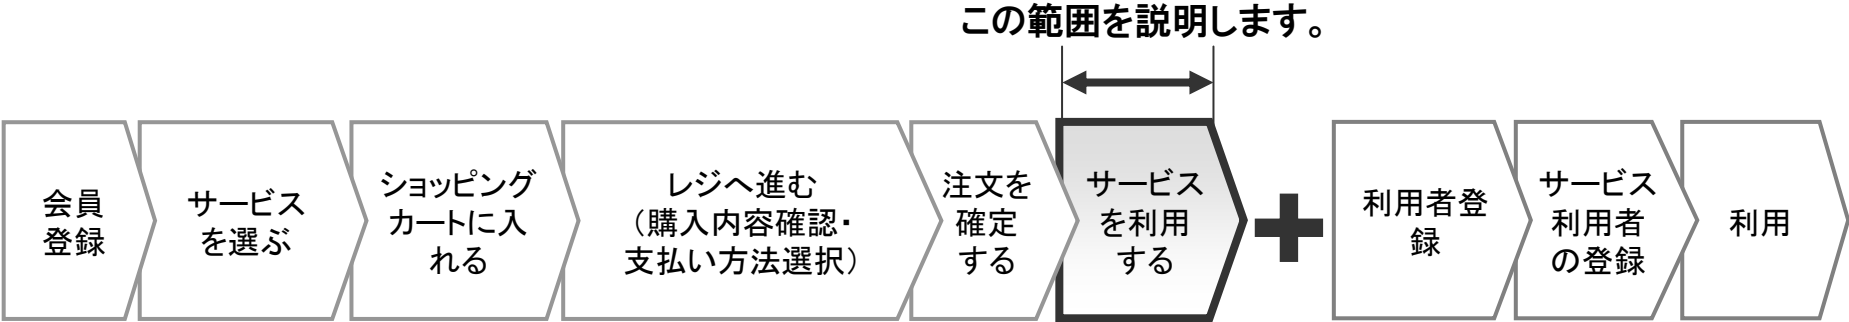 この範囲を説明します。
会員
登録
サービス
を選ぶ
ショッピング
カートに入
れる
レジへ進む
（購入内容確認・
支払い方法選択）
注文を
確定
する
サービス
を利用
する
利用者登
録
サービス
利用者
の登録
利用